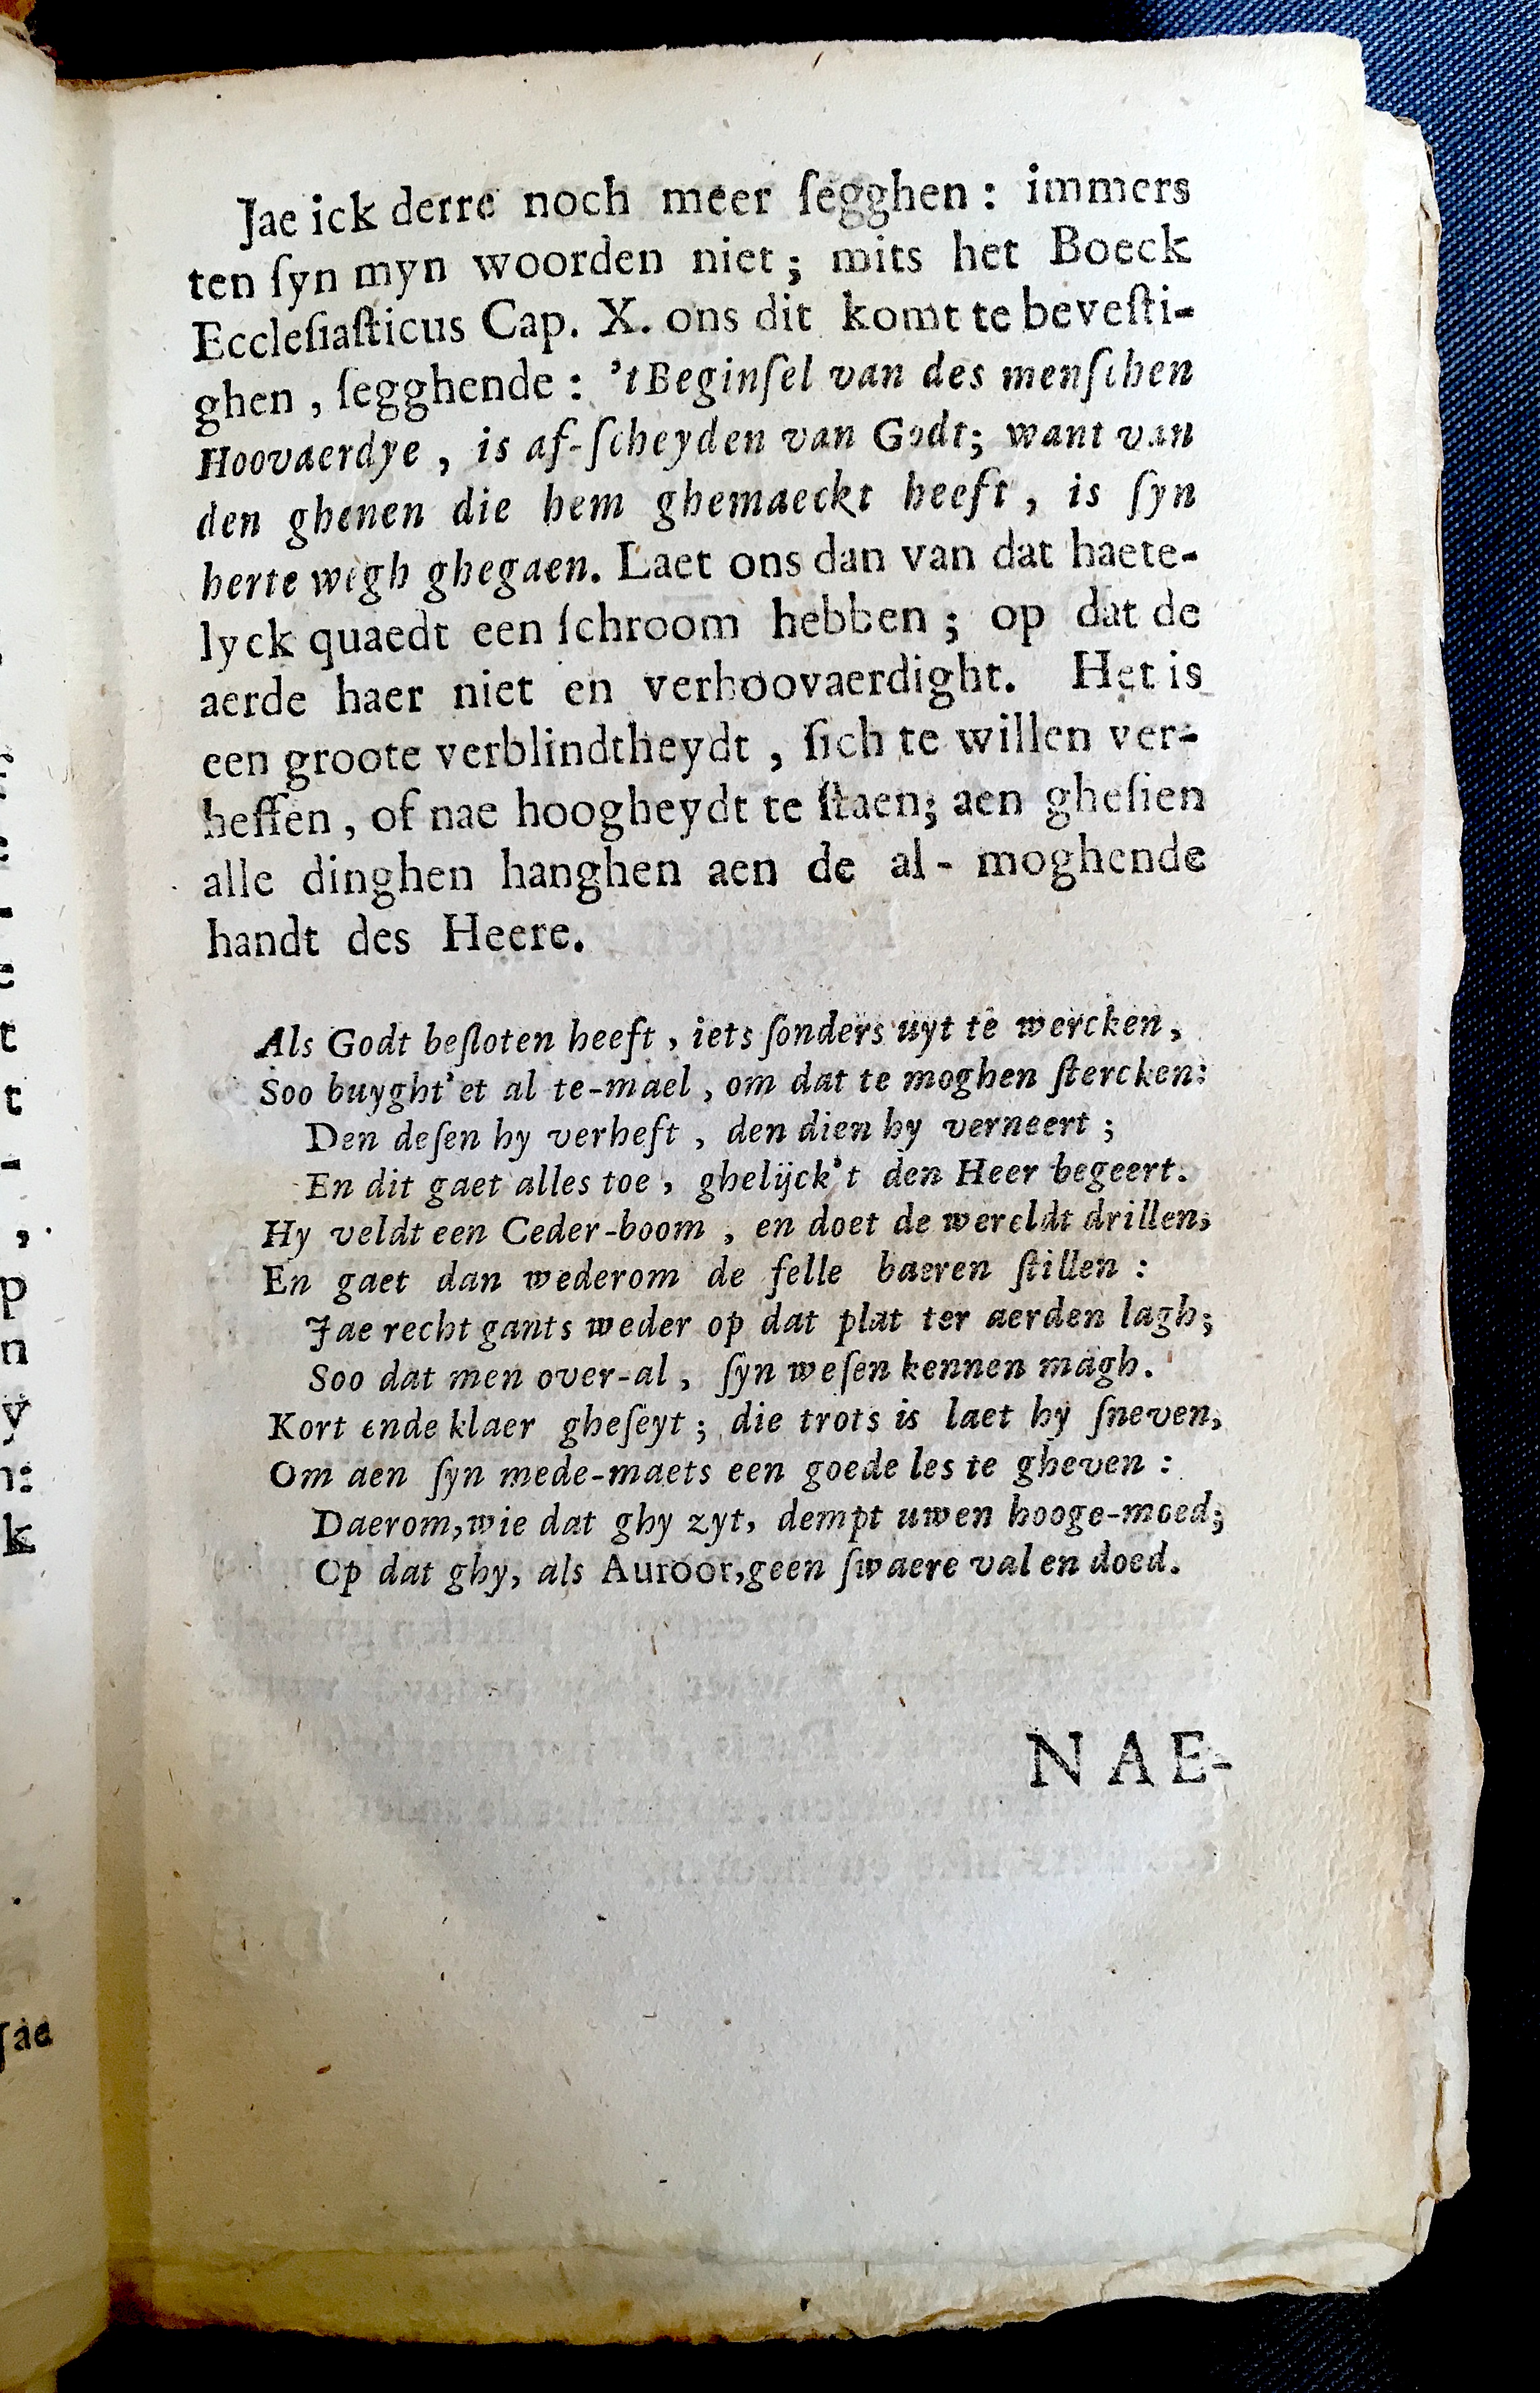 Jae ick derre noch meer ſegghen : immers
ten ſyn myn woorden niet ; mits het Boeck
Eccleſiaſticus Cap. X. ons dit komt te beveſti-
ghen , ſegghende : 't Beginſel van des menſchen
Hoovaerdye , is af-ſcheyden van Godt; want van
den ghenen die hem ghemaeckt heeft , is ſyn
herte wegh ghegaen. Laet ons dan van dat haete-
lyck quaedt een ſchroom hebben ; op dat de
aerde haer niet en verhoovaerdight. Het is
een groote verblindtheydt , ſich te willen ver-
heffen , of nae hoogheydt te ſtaen; aen gheſien
alle dinghen hanghen aen de al - moghende
handt des Heere.
Als Godt beſloten heeft , iets ſonders uyt te wercken ,
Soo buyght'et al te-mael , om dat te moghen ſtercken:
Den deſen hy verheft , den dien hy verneert ;
En dit gaet alles toe , ghelijck't den Heer begeert.
Hy veldt een Ceder-boom , en doet de wereldt drillen,
En gaet dan wederom de felle baeren ſtillen :
Jae recht gants weder op dat plat ter aerden lagh;
Soo dat men over-al , ſyn weſen kennen magh.
Kort ende klaer gheſeyt ; die trots is laet hy ſneven,
Om aen ſyn mede-maets een goede les te gheven :
Daerom, wie dat ghy zyt, dempt uwen hooge-moed;
Op dat ghy, als Auroor, geen ſwaere val en doed.
NAE-